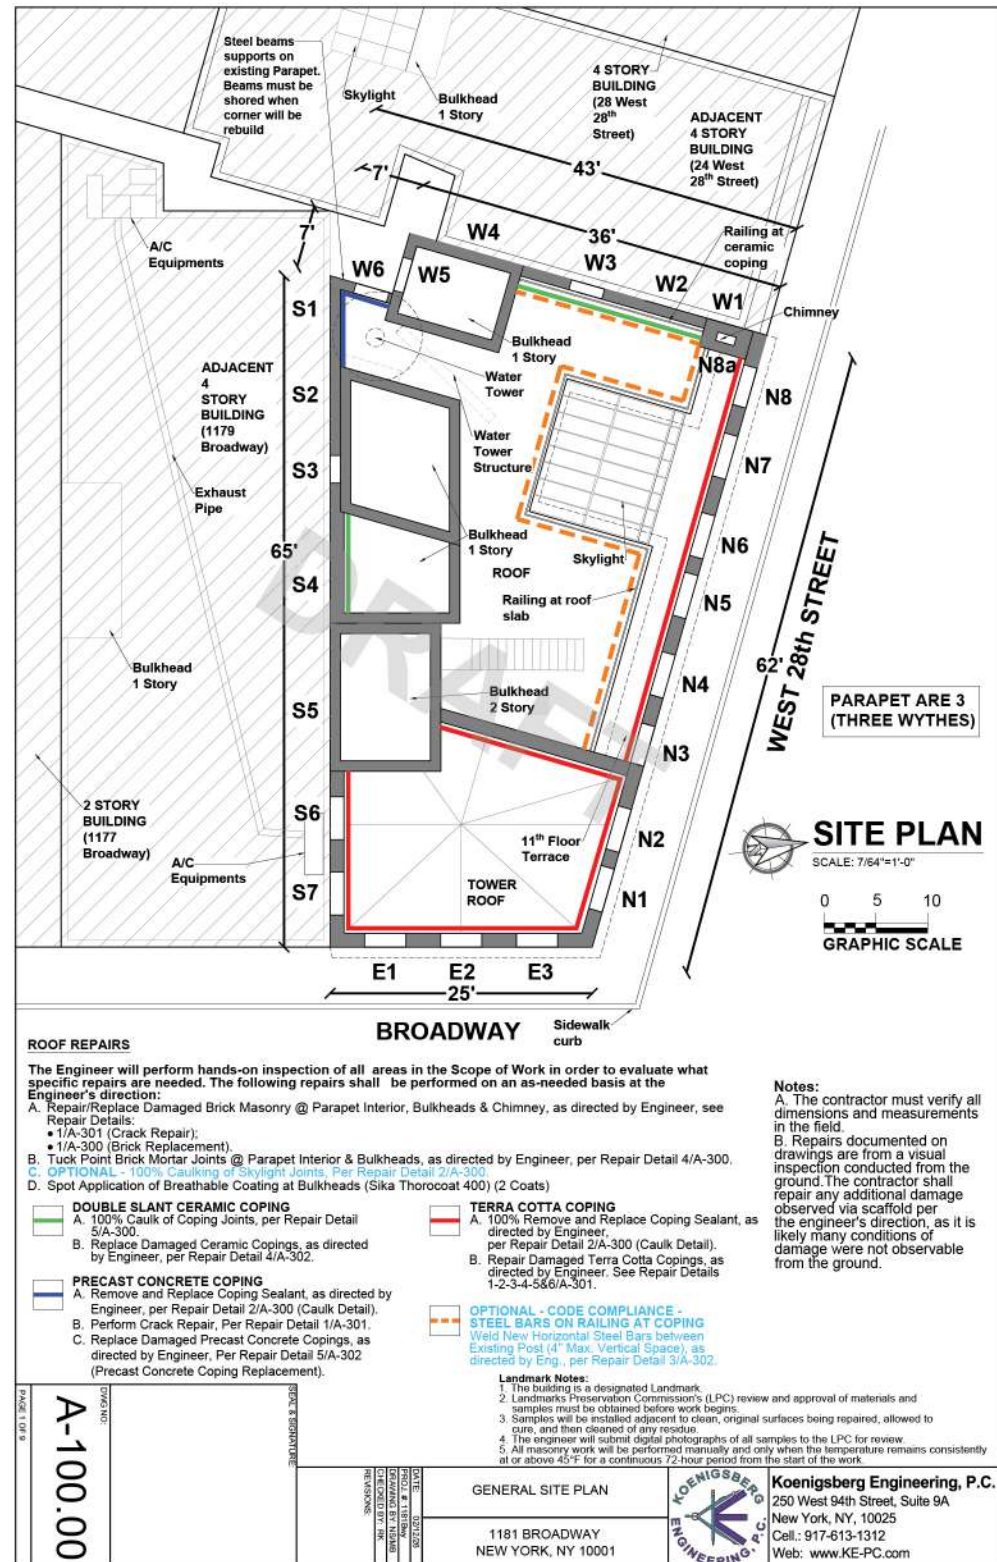 Steel beams
supports on
existing Parapet.
Beams must be
shored when
corner will be
rebuild
Skylight
Bulkhead
1 Story
4 STORY
BUILDING
(28 West
28th
Street)
ADJACENT
4 STORY
BUILDING
(24 West
28th Street)
43'
7'
36'
7'
A/C
Equipments
W6
W5
W4
W3
W2
W1
Railing at
ceramic
coping
Chimney
S1
S2
S3
S4
S5
S6
S7
ADJACENT
4
STORY
BUILDING
(1179
Broadway)
Bulkhead
1 Story
Water
Tower
Water
Tower
Structure
N8a
N8
N7
N6
N5
N4
N3
N2
N1
Exhaust
Pipe
65'
Bulkhead
1 Story
ROOF
Skylight
Railing at roof
slab
DRAFT
Bulkhead
1 Story
Bulkhead
2 Story
62'
WEST 28th STREET
PARAPET ARE 3
(THREE WYTHES)
2 STORY
BUILDING
(1177
Broadway)
A/C
Equipments
11th Floor
Terrace
TOWER
ROOF
SITE PLAN
SCALE: 7/64"=1'-0"
0 5 10
GRAPHIC SCALE
E1 E2 E3
25'
BROADWAY
Sidewalk
curb
ROOF REPAIRS
The Engineer will perform hands-on inspection of all areas in the Scope of Work in order to evaluate what
specific repairs are needed. The following repairs shall be performed on an as-needed basis at the
Engineer's direction:
A. Repair/Replace Damaged Brick Masonry @ Parapet Interior, Bulkheads & Chimney, as directed by Engineer, see
Repair Details:
• 1/A-301 (Crack Repair);
• 1/A-300 (Brick Replacement).
B. Tuck Point Brick Mortar Joints @ Parapet Interior & Bulkheads, as directed by Engineer, per Repair Detail 4/A-300.
C. OPTIONAL - 100% Caulking of Skylight Joints, Per Repair Detail 2/A-300.
D. Spot Application of Breathable Coating at Bulkheads (Sika Thorocoat 400) (2 Coats)
DOUBLE SLANT CERAMIC COPING
A. 100% Caulk of Coping Joints, per Repair Detail
5/A-300.
B. Replace Damaged Ceramic Copings, as directed
by Engineer, per Repair Detail 4/A-302.
PRECAST CONCRETE COPING
A. Remove and Replace Coping Sealant, as directed by
Engineer, per Repair Detail 2/A-300 (Caulk Detail).
B. Perform Crack Repair, Per Repair Detail 1/A-301.
C. Replace Damaged Precast Concrete Copings, as
directed by Engineer, Per Repair Detail 5/A-302
(Precast Concrete Coping Replacement).
TERRA COTTA COPING
A. 100% Remove and Replace Coping Sealant, as
directed by Engineer,
per Repair Detail 2/A-300 (Caulk Detail).
B. Repair Damaged Terra Cotta Copings, as
directed by Engineer. See Repair Details
1-2-3-4-5&6/A-301.
OPTIONAL - CODE COMPLIANCE -
STEEL BARS ON RAILING AT COPING
Weld New Horizontal Steel Bars between
Existing Post (4" Max. Vertical Space), as
directed by Eng., per Repair Detail 3/A-302.
Notes:
A. The contractor must verify all
dimensions and measurements
in the field.
B. Repairs documented on
drawings are from a visual
inspection conducted from the
ground.The contractor shall
repair any additional damage
observed via scaffold per
the engineer's direction, as it is
likely many conditions of
damage were not observable
from the ground.
Landmark Notes:
1. The building is a designated Landmark.
2. Landmarks Preservation Commission's (LPC) review and approval of materials and
samples must be obtained before work begins.
3. Samples will be installed adjacent to clean, original surfaces being repaired, allowed to
cure, and then cleaned of any residue.
4. The engineer will submit digital photographs of all samples to the LPC for review.
5. All masonry work will be performed manually and only when the temperature remains consistently
at or above 45°F for a continuous 72-hour period from the start of the work.
PAGE 1 OF 9
DWG NO:
A-100.00
SEAL & SIGNATURE
DATE:
PROJ. #: 1181Bway
DRAWING BY: NS/MB
CHECKED BY: RK
REVISIONS:
GENERAL SITE PLAN
1181 BROADWAY
NEW YORK, NY 10001
KOENIGSBERG
ENGINEERING, P.C.
Koenigsberg Engineering, P.C.
250 West 94th Street, Suite 9A
New York, NY, 10025
Cell.: 917-613-1312
Web: www.KE-PC.com